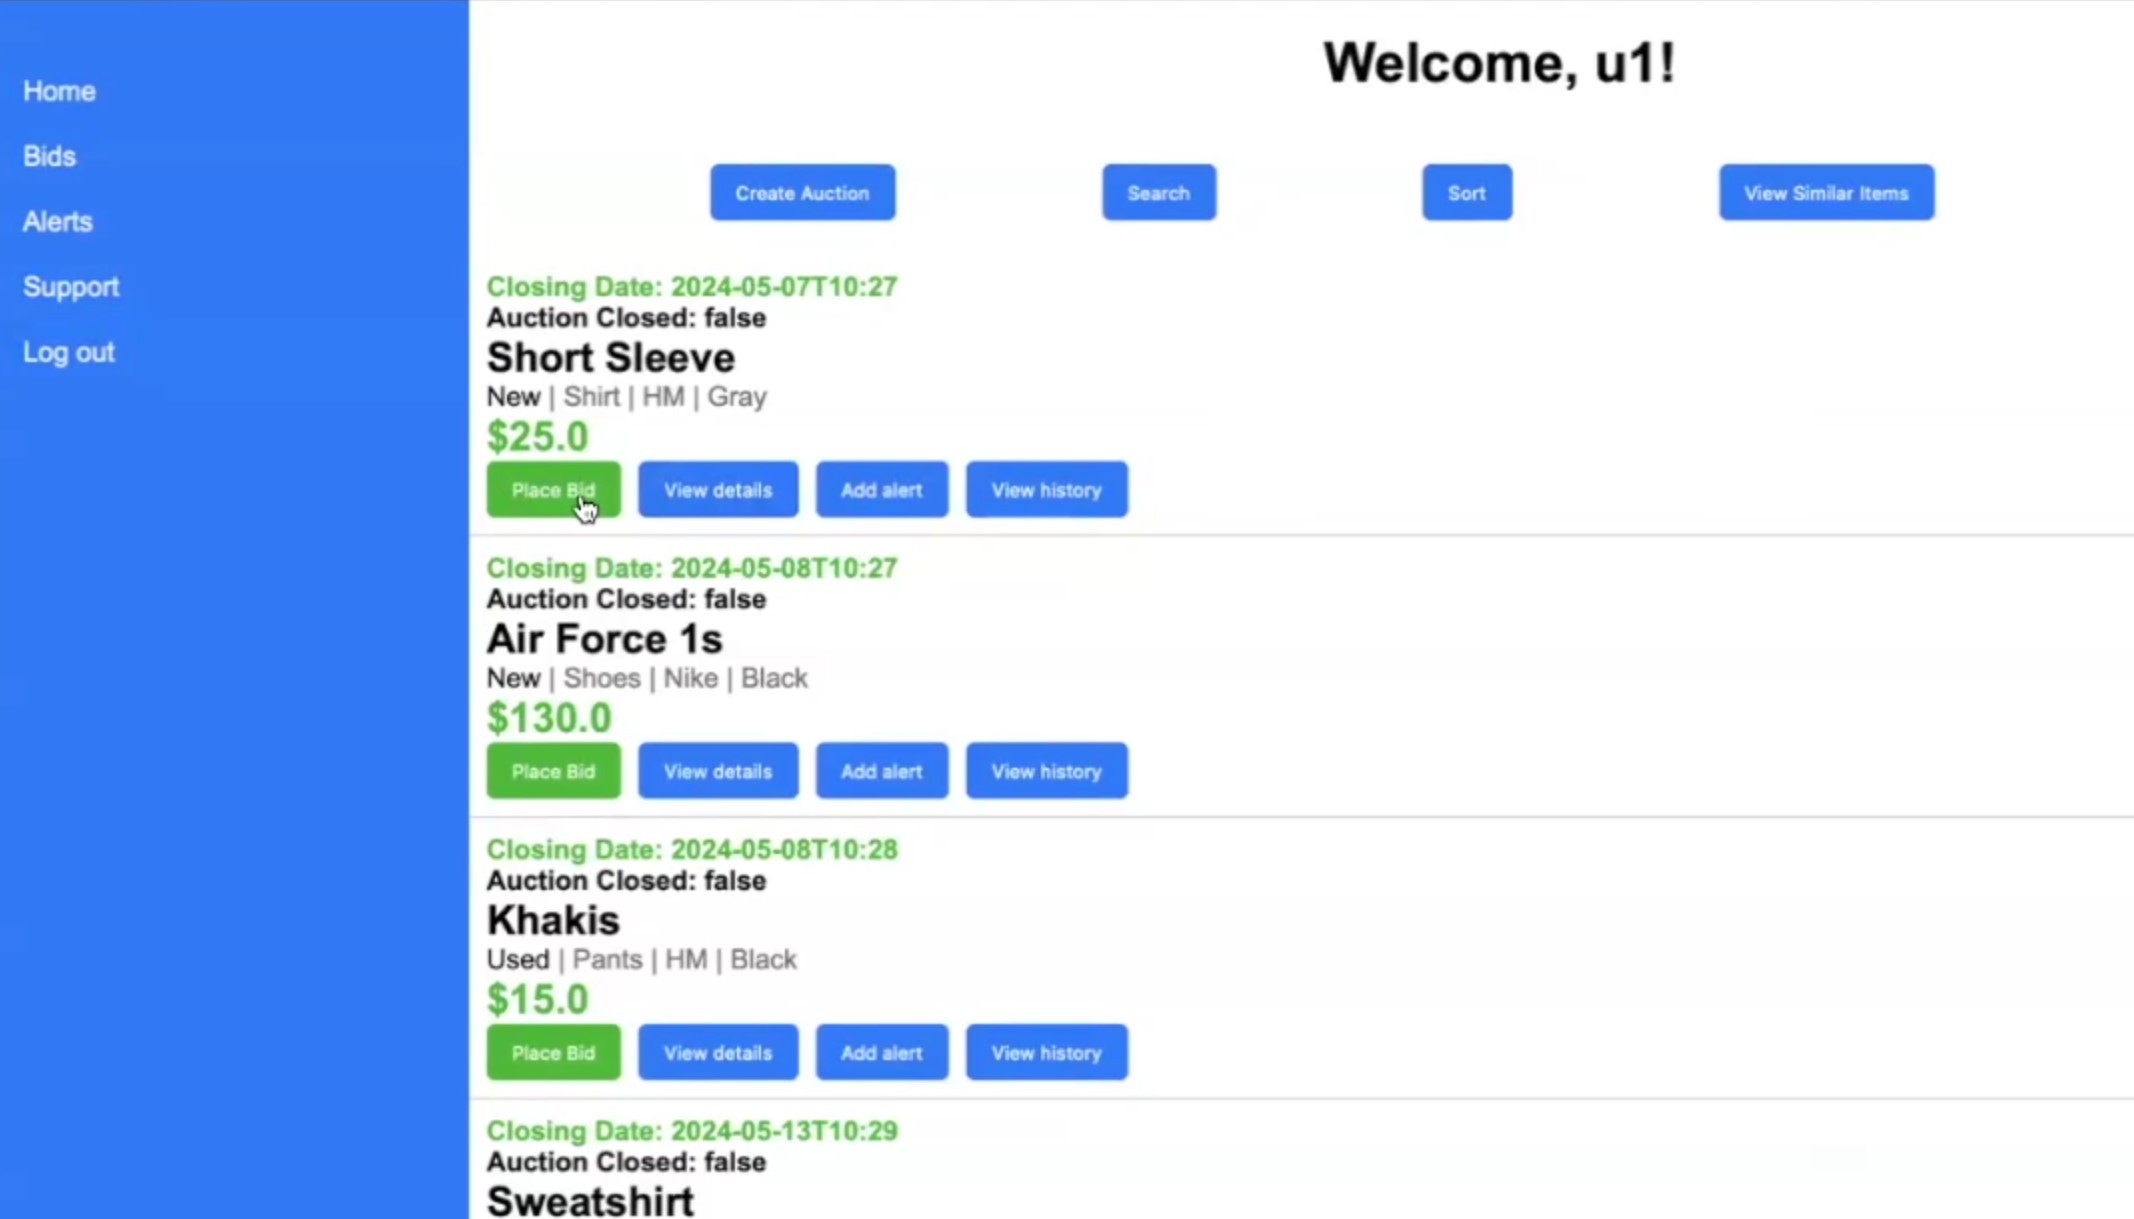 Home
Bids
Alerts
Support
Log out
Welcome, u1!
Create Auction Search Sort View Similar Items
Closing Date: 2024-05-07T10:27
Auction Closed: false
Short Sleeve
New | Shirt | HM | Gray
$25.0
Place Bid View details Add alert View history
Closing Date: 2024-05-08T10:27
Auction Closed: false
Air Force 1s
New | Shoes | Nike | Black
$130.0
Place Bid View details Add alert View history
Closing Date: 2024-05-08T10:28
Auction Closed: false
Khakis
Used | Pants | HM | Black
$15.0
Place Bid View details Add alert View history
Closing Date: 2024-05-13T10:29
Auction Closed: false
Sweatshirt